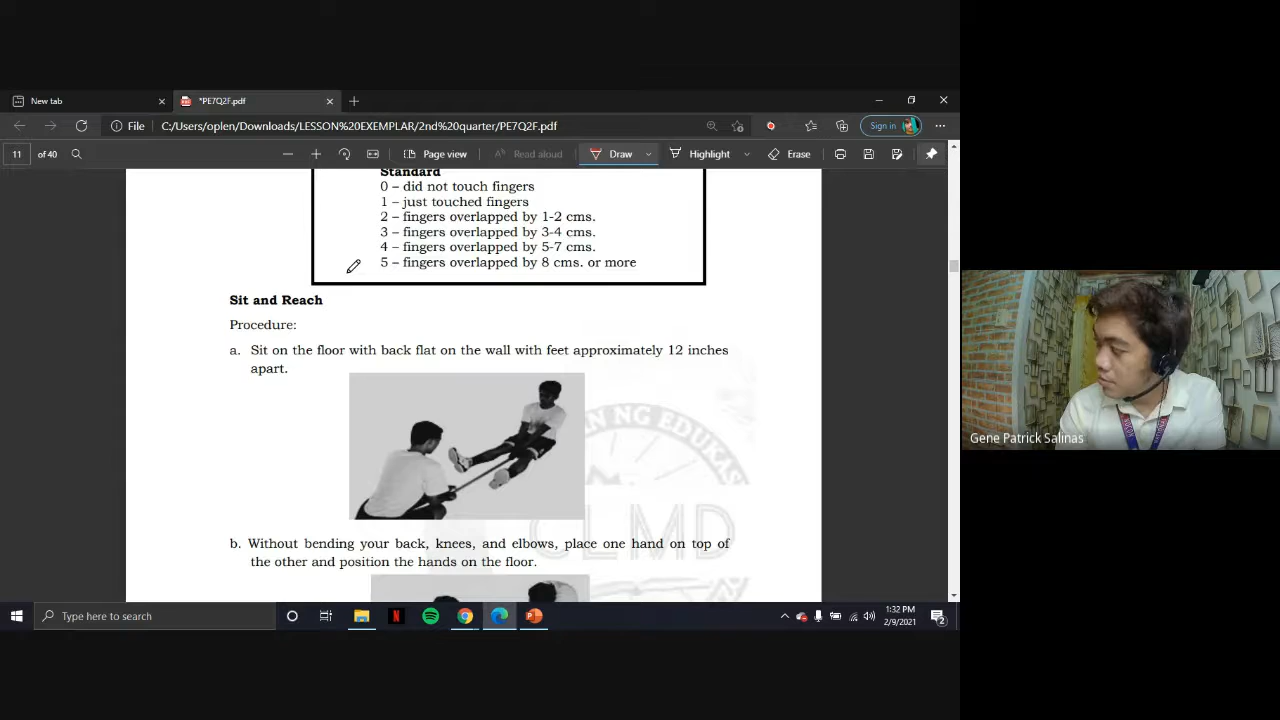 New tab
*PE7Q2F.pdf
File
C:/Users/oplen/Downloads/LESSON%20EXEMPLAR/2nd%20quarter/PE7Q2F.pdf
Sign in
11 of 40
Page view
Read aloud
Draw
Highlight
Erase
Standard
0 – did not touch fingers
1 – just touched fingers
2 – fingers overlapped by 1-2 cms.
3 – fingers overlapped by 3-4 cms.
4 – fingers overlapped by 5-7 cms.
5 – fingers overlapped by 8 cms. or more
Sit and Reach
Procedure:
a. Sit on the floor with back flat on the wall with feet approximately 12 inches
apart.
N NG EDUKAS
CLMD
b. Without bending your back, knees, and elbows, place one hand on top of
the other and position the hands on the floor.
Gene Patrick Salinas
Type here to search
1:32 PM
2/9/2021
2